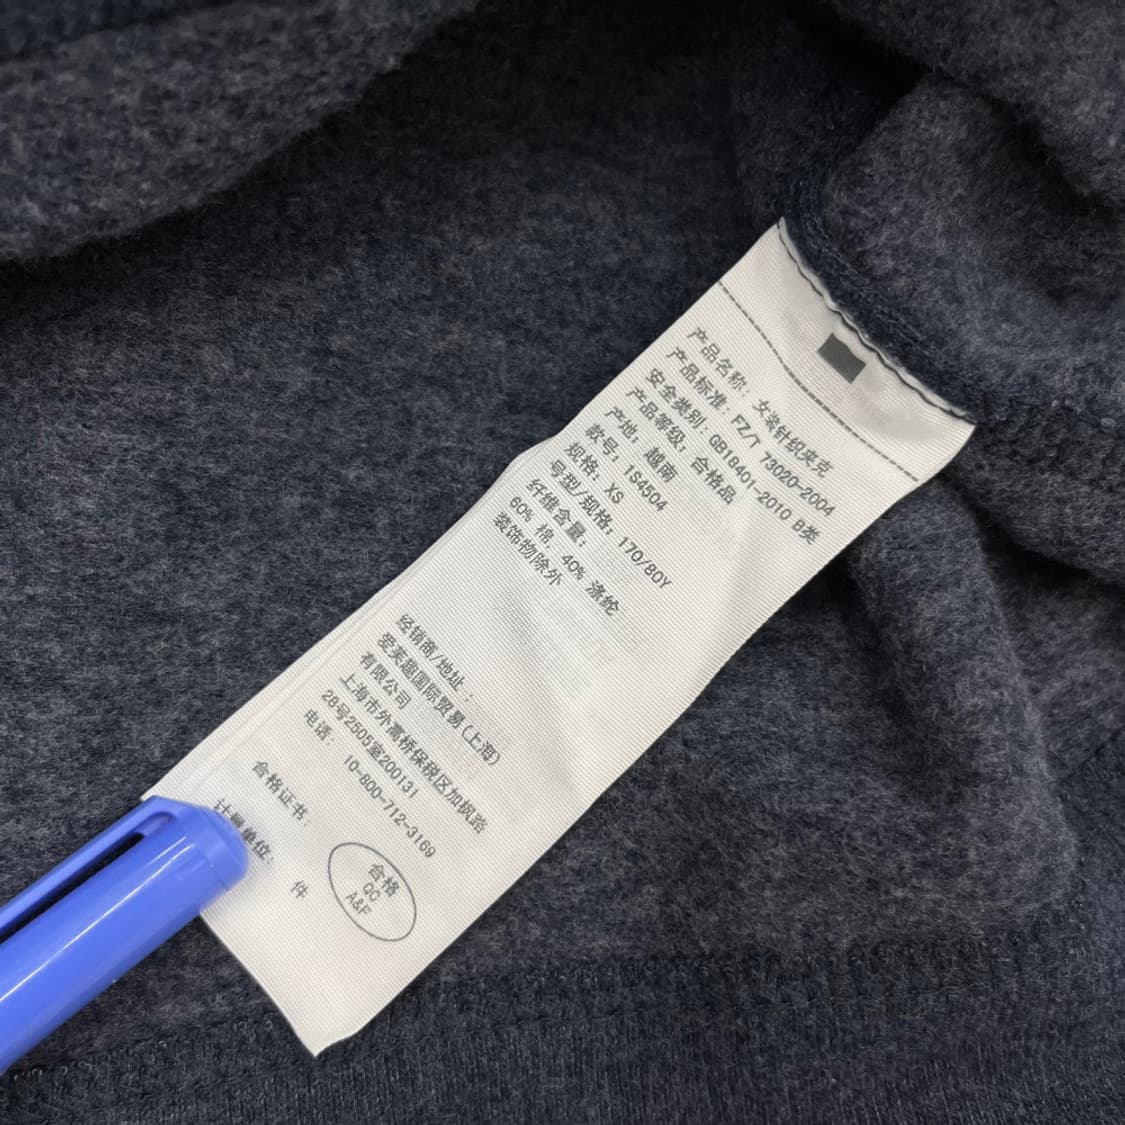 产品名称: 女装针织夹克
产品标准: FZ/T 73020-2004
安全类别: GB18401-2010 B类
产品等级: 合格品
产地: 越南
款号: 1S4504
规格: XS
号型/规格: 170/80Y
纤维含量:
60% 棉, 40% 涤纶
装饰物除外
经销商/地址:
爱芙趣国际贸易(上海)
有限公司
上海市外高桥保税区加枫路
28号2505室200131
电话: 10-800-712-3169
合格证书:
计量单位: 件
合格
QC
A&F